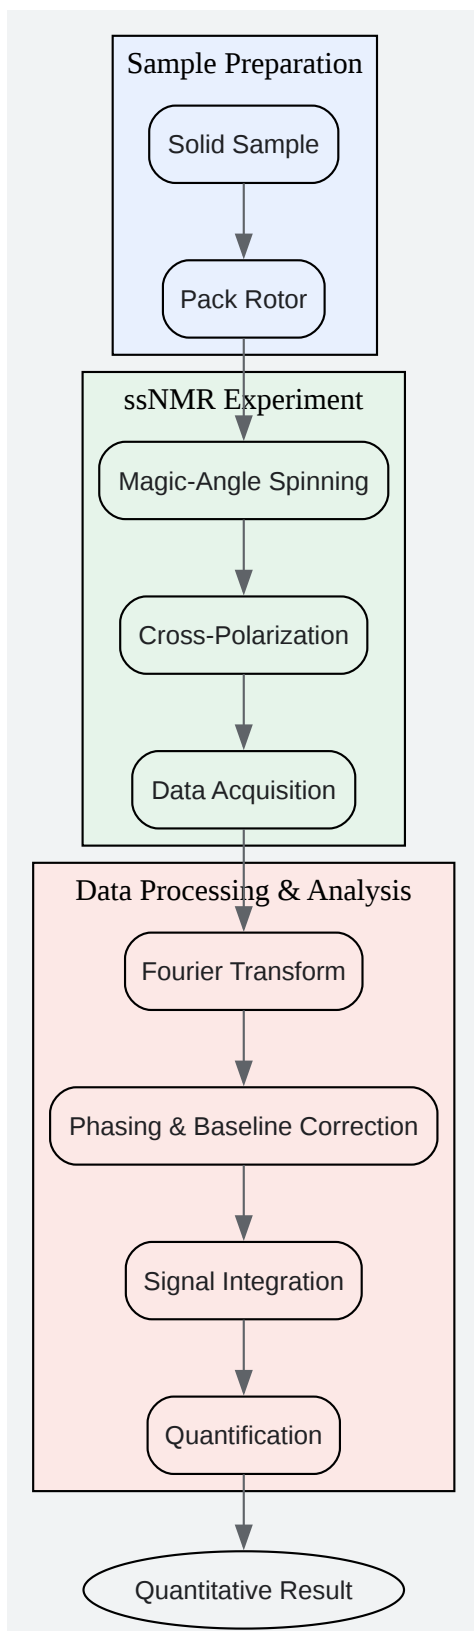 Sample Preparation
Solid Sample
Pack Rotor
ssNMR Experiment
Magic-Angle Spinning
Cross-Polarization
Data Acquisition
Data Processing & Analysis
Fourier Transform
Phasing & Baseline Correction
Signal Integration
Quantification
Quantitative Result